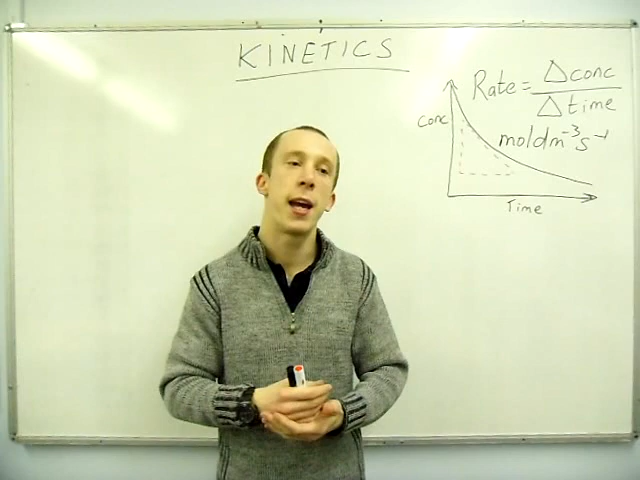 KINETICS
Rate = Δconc
Δtime
Conc
moldm⁻³s⁻¹
Time